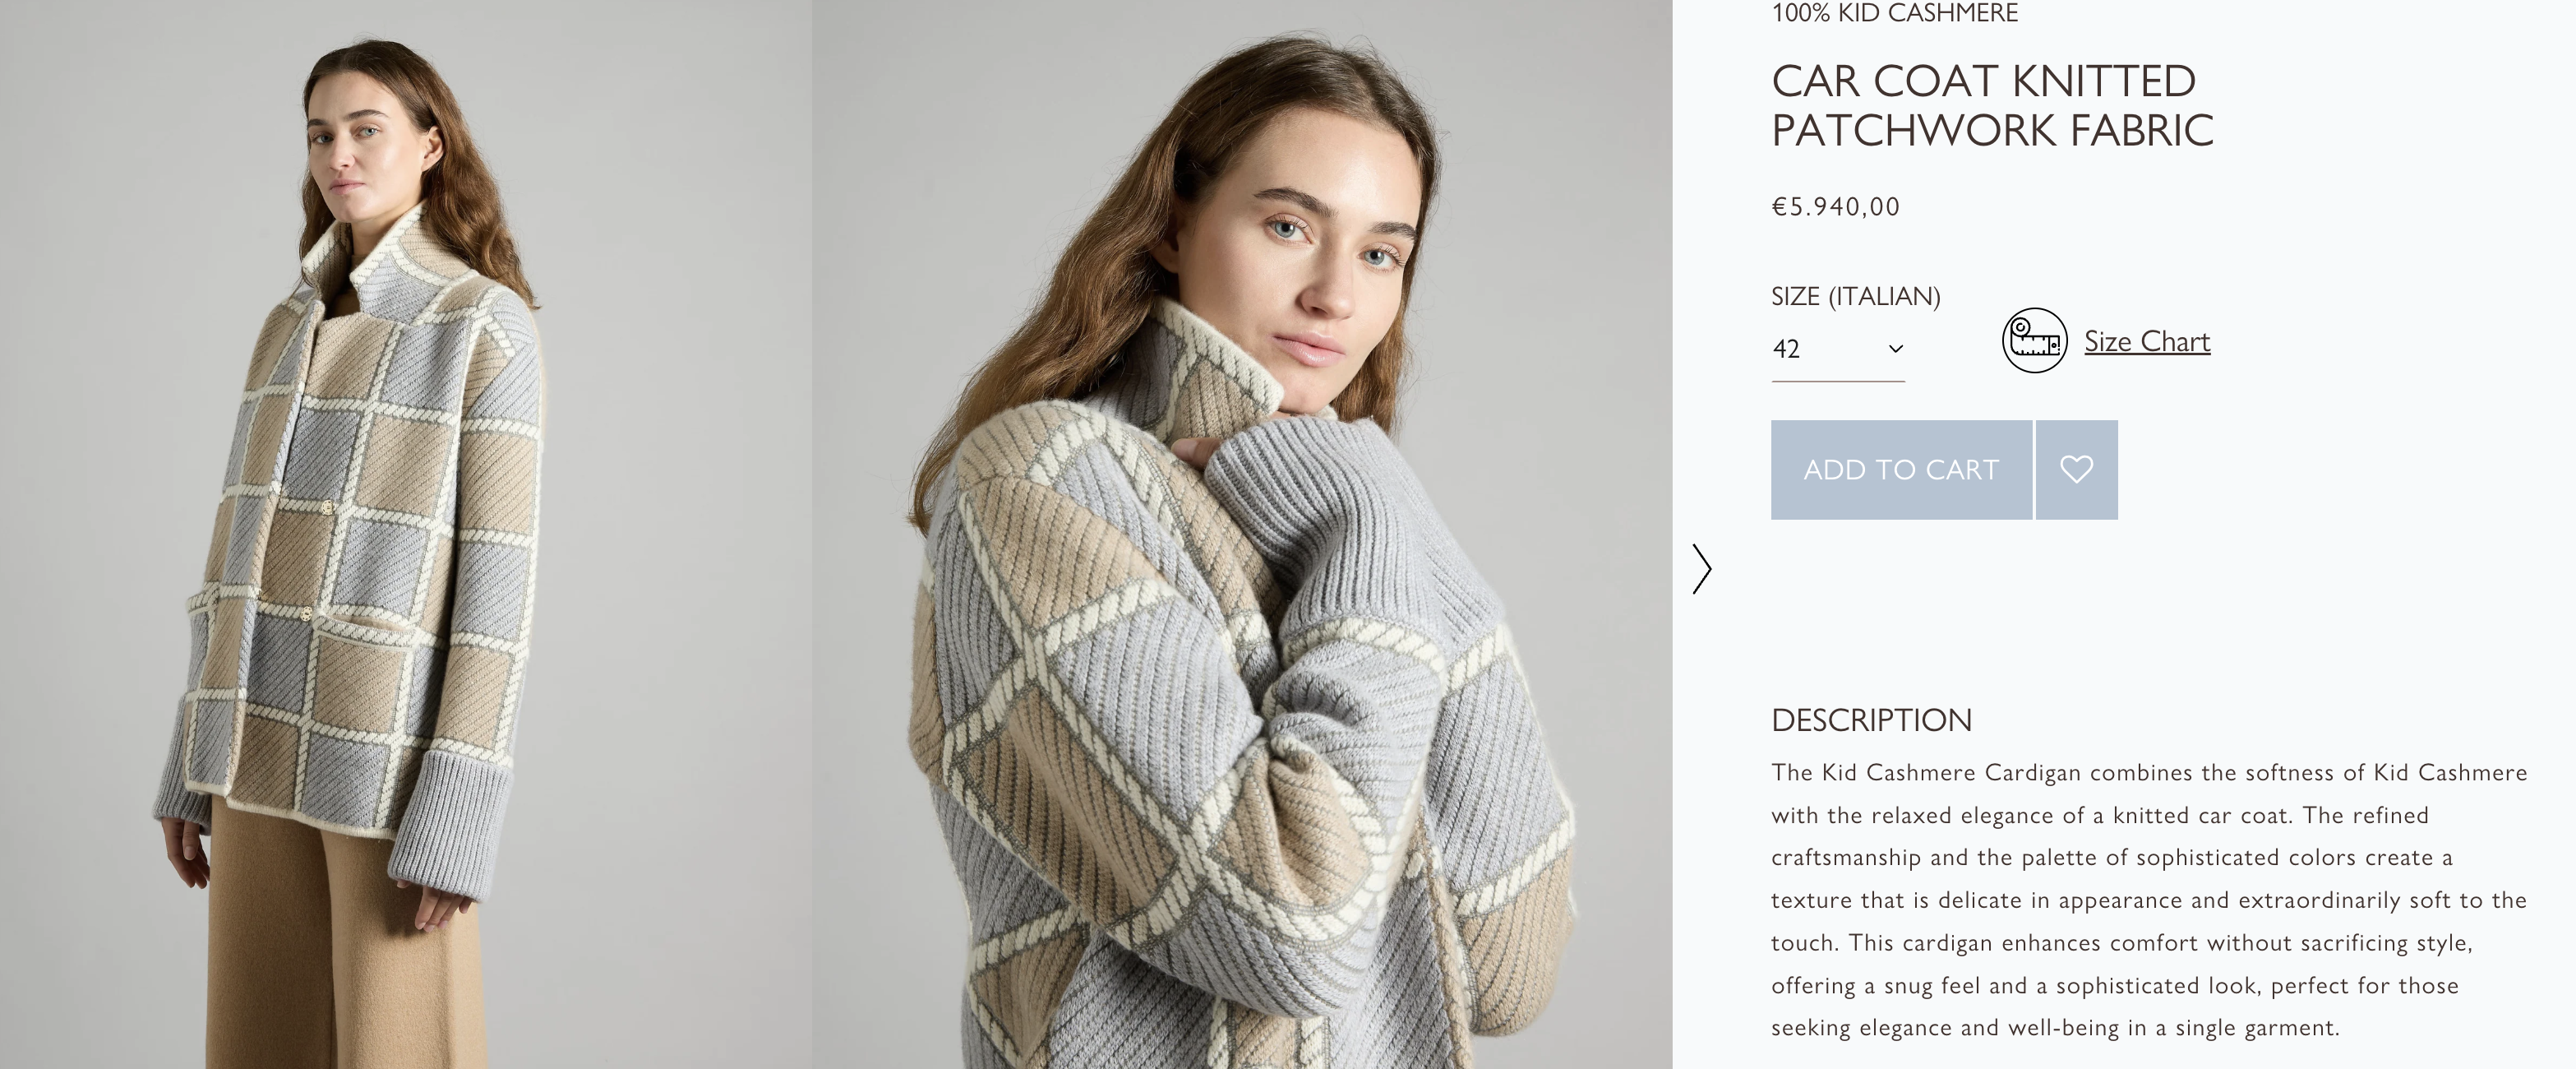 100% KID CASHMERE
CAR COAT KNITTED
PATCHWORK FABRIC
€5.940,00
SIZE (ITALIAN)
42
Size Chart
ADD TO CART
DESCRIPTION
The Kid Cashmere Cardigan combines the softness of Kid Cashmere
with the relaxed elegance of a knitted car coat. The refined
craftsmanship and the palette of sophisticated colors create a
texture that is delicate in appearance and extraordinarily soft to the
touch. This cardigan enhances comfort without sacrificing style,
offering a snug feel and a sophisticated look, perfect for those
seeking elegance and well-being in a single garment.